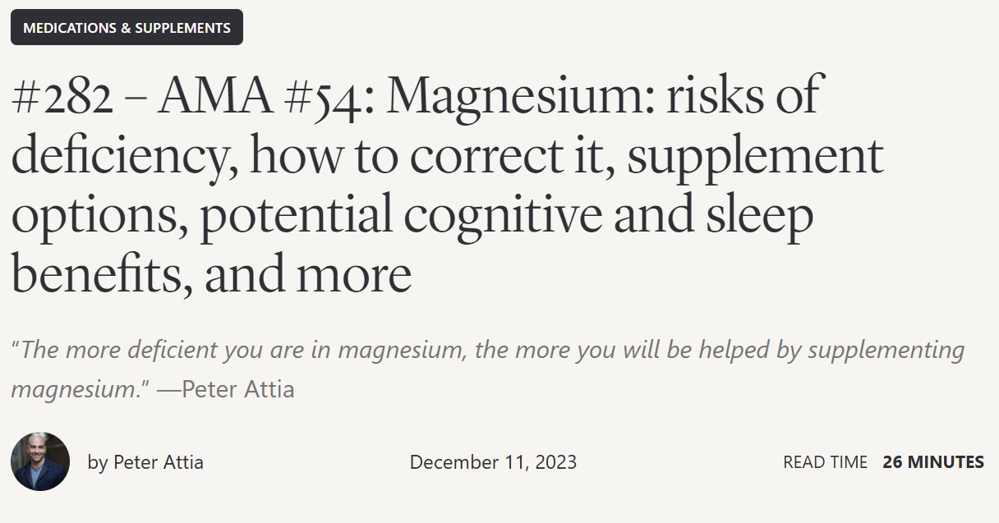 MEDICATIONS & SUPPLEMENTS
#282 – AMA #54: Magnesium: risks of
deficiency, how to correct it, supplement
options, potential cognitive and sleep
benefits, and more
“The more deficient you are in magnesium, the more you will be helped by supplementing
magnesium.” —Peter Attia
by Peter Attia
December 11, 2023
READ TIME 26 MINUTES